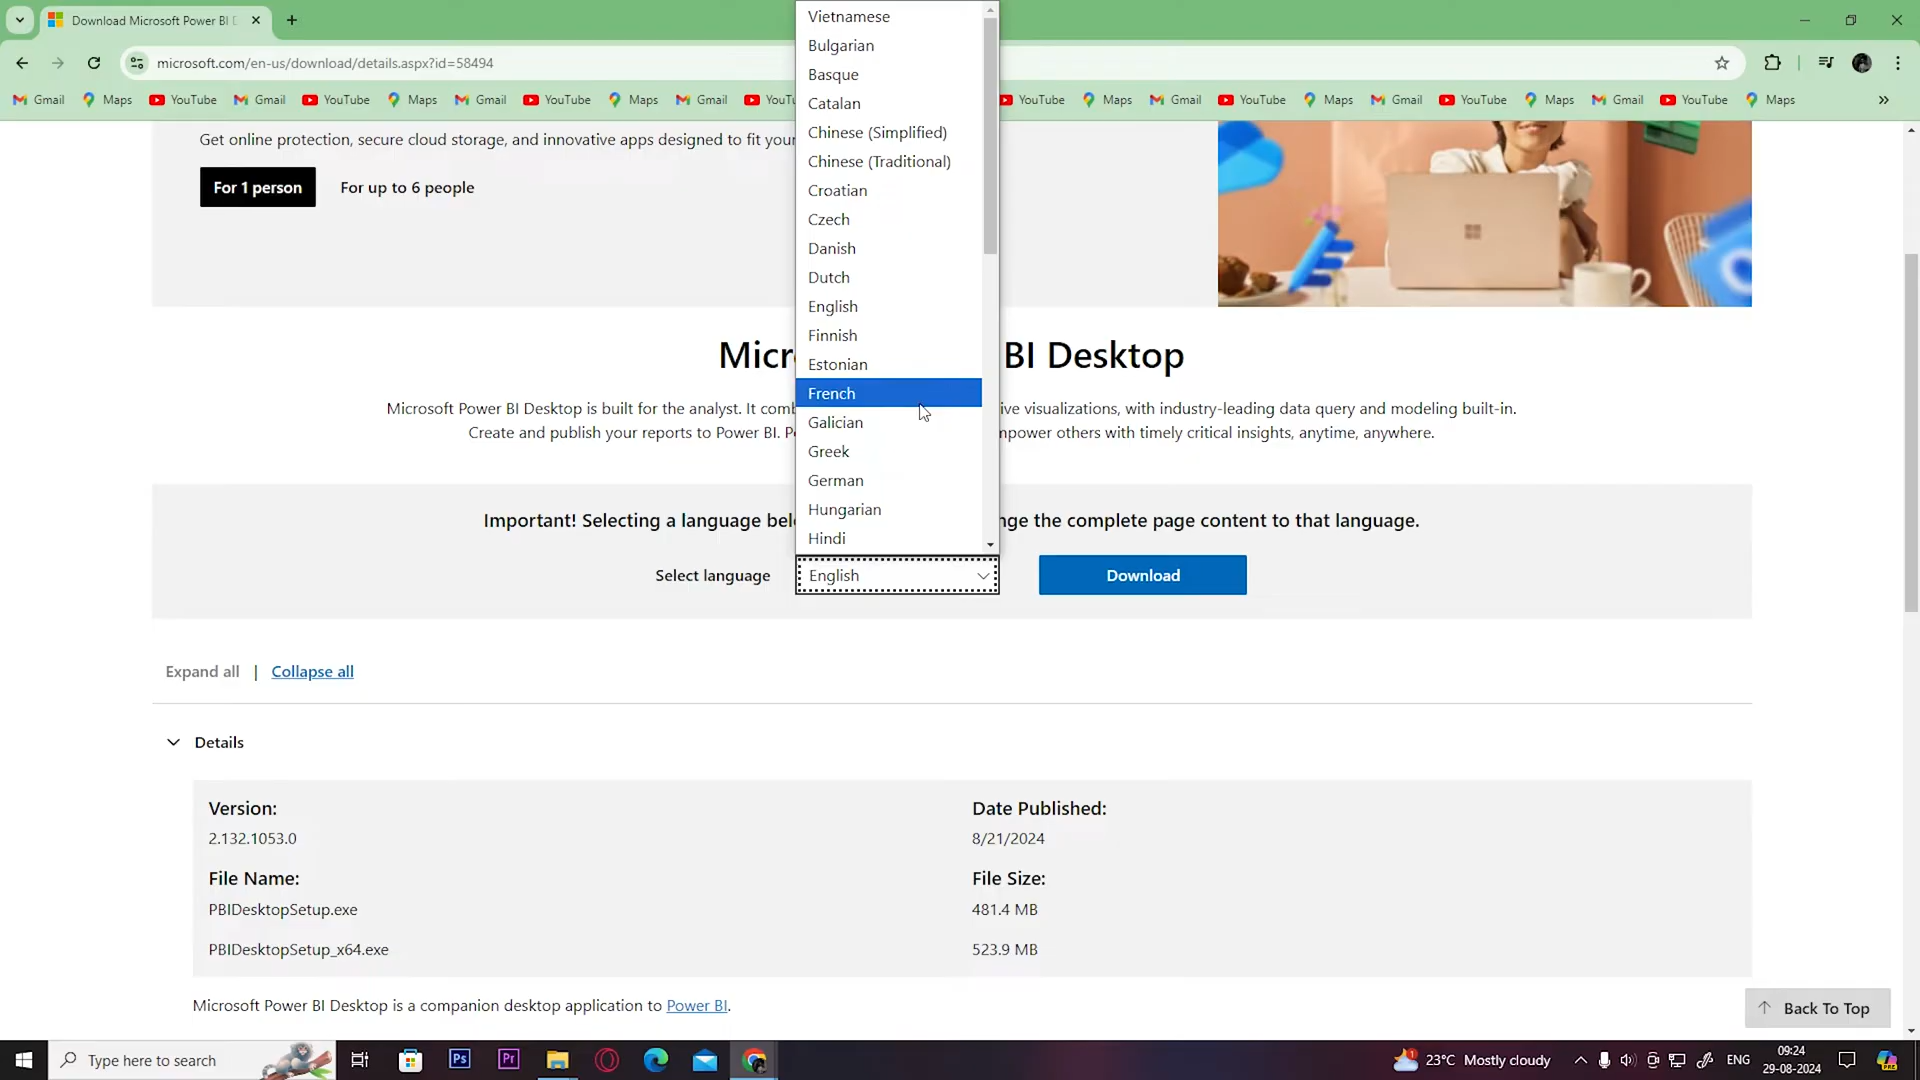 Download Microsoft Power BI D
microsoft.com/en-us/download/details.aspx?id=58494
Gmail Maps YouTube Gmail YouTube Maps Gmail YouTube Maps Gmail YouT YouTube Maps Gmail YouTube Maps Gmail YouTube Maps Gmail YouTube Maps
Get online protection, secure cloud storage, and innovative apps designed to fit your
For 1 person For up to 6 people
Vietnamese
Bulgarian
Basque
Catalan
Chinese (Simplified)
Chinese (Traditional)
Croatian
Czech
Danish
Dutch
English
Finnish
Estonian
French
Galician
Greek
German
Hungarian
Hindi
Micr BI Desktop
Microsoft Power BI Desktop is built for the analyst. It com ive visualizations, with industry-leading data query and modeling built-in.
Create and publish your reports to Power BI. P mpower others with timely critical insights, anytime, anywhere.
Important! Selecting a language bel nge the complete page content to that language.
Select language English Download
Expand all | Collapse all
Details
Version: Date Published:
2.132.1053.0 8/21/2024
File Name: File Size:
PBIDesktopSetup.exe 481.4 MB
PBIDesktopSetup_x64.exe 523.9 MB
Microsoft Power BI Desktop is a companion desktop application to Power BI.
Back To Top
Type here to search Ps Pr 23°C Mostly cloudy ENG 09:24
29-08-2024